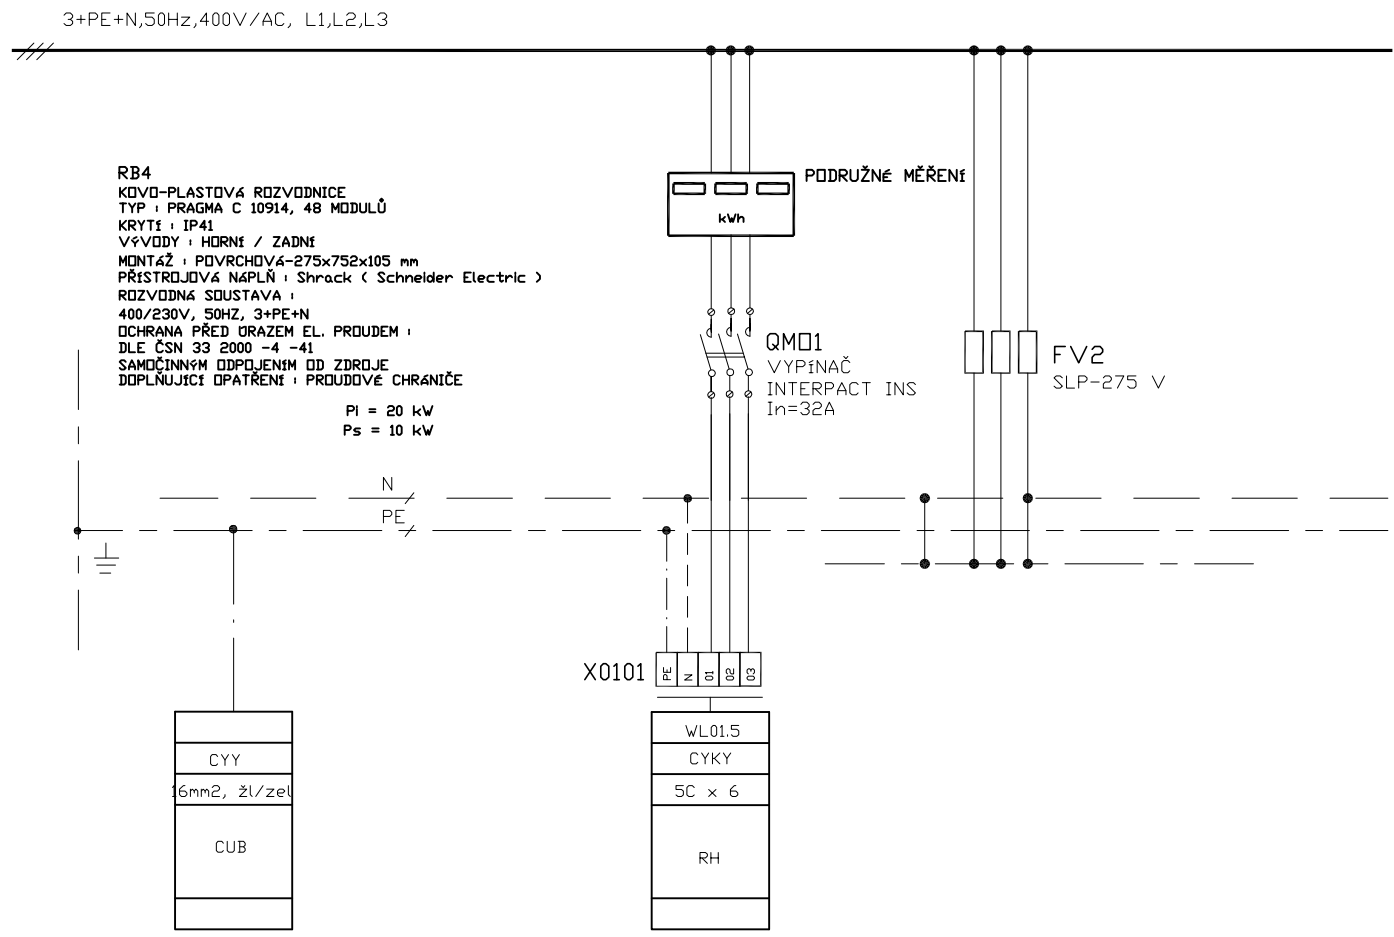 3+PE+N,50Hz,400V/AC, L1,L2,L3
RB4
KOVO-PLASTOVÁ ROZVODNICE
TYP : PRAGMA C 10914, 48 MODULŮ
KRYTÍ : IP41
VÝVODY : HORNÍ / ZADNÍ
MONTÁŽ : POVRCHOVÁ-275x752x105 mm
PŘÍSTROJOVÁ NÁPLŇ : Shrack ( Schneider Electric )
ROZVODNÁ SOUSTAVA :
400/230V, 50HZ, 3+PE+N
OCHRANA PŘED ÚRAZEM EL. PROUDEM :
DLE ČSN 33 2000 -4 -41
SAMOČINNÝM ODPOJENÍM OD ZDROJE
DOPLŇUJÍCÍ OPATŘENÍ : PROUDOVÉ CHRÁNIČE
Pi = 20 kW
Ps = 10 kW
PODRUŽNÉ MĚŘENÍ
kWh
QM01
VYPÍNAČ
INTERPACT INS
In=32A
FV2
SLP-275 V
N
PE
X0101
PE
N
01
02
03
CYY
16mm2, žl/zel
CUB
WL01.5
CYKY
5C x 6
RH